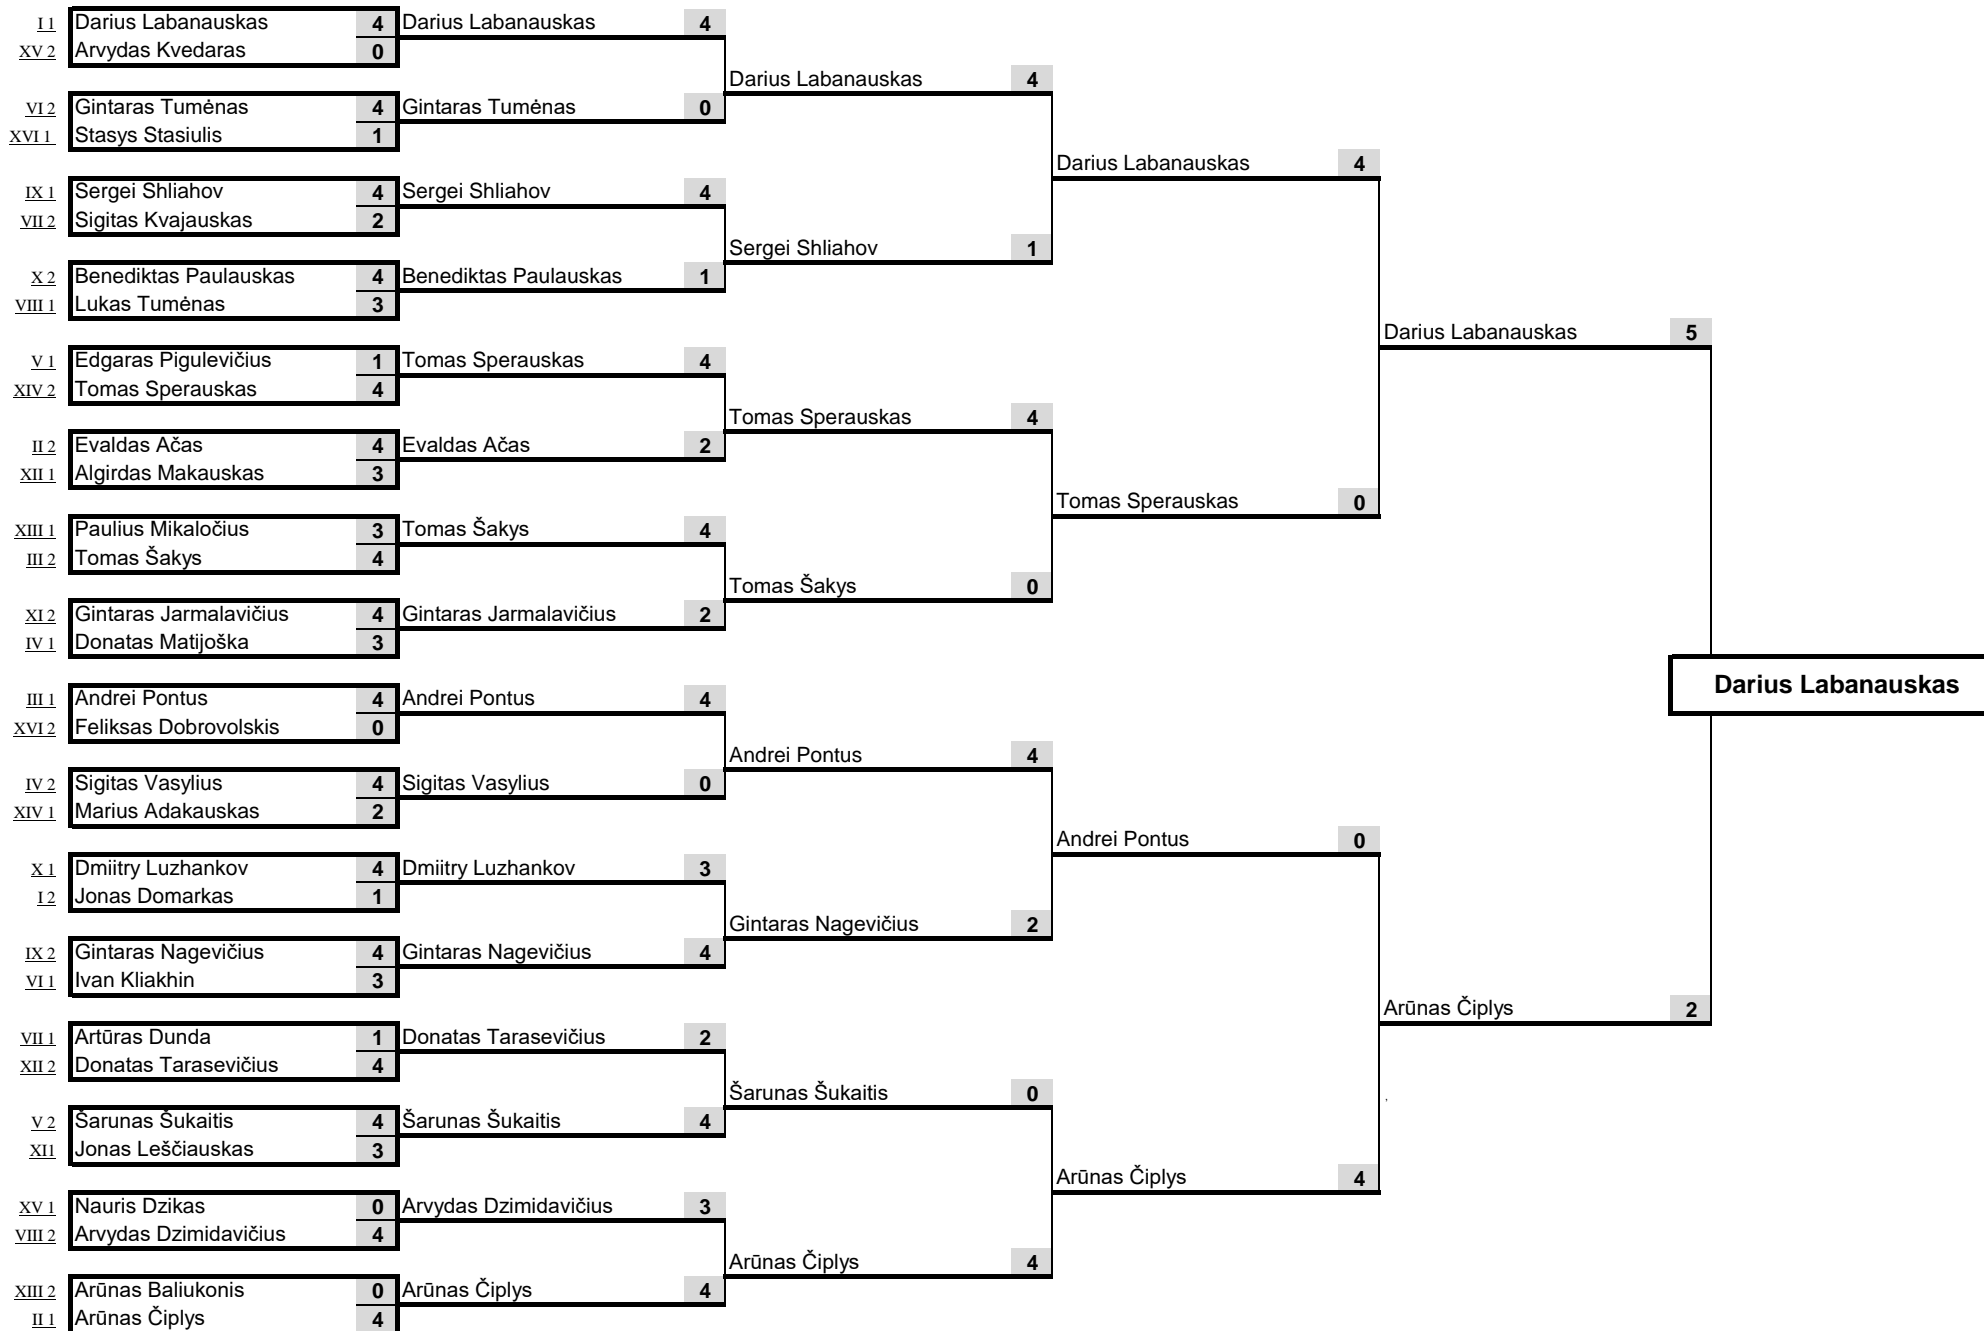 I 1 Darius Labanauskas 4 Darius Labanauskas 4
XV 2 Arvydas Kvedaras 0
Darius Labanauskas 4
VI 2 Gintaras Tumėnas 4 Gintaras Tumėnas 0
XVI 1 Stasys Stasiulis 1
Darius Labanauskas 4
IX 1 Sergei Shliahov 4 Sergei Shliahov 4
VII 2 Sigitas Kvajauskas 2
Sergei Shliahov 1
X 2 Benediktas Paulauskas 4 Benediktas Paulauskas 1
VIII 1 Lukas Tumėnas 3
Darius Labanauskas 5
V 1 Edgaras Pigulevičius 1 Tomas Sperauskas 4
XIV 2 Tomas Sperauskas 4
Tomas Sperauskas 4
II 2 Evaldas Ačas 4 Evaldas Ačas 2
XII 1 Algirdas Makauskas 3
Tomas Sperauskas 0
XIII 1 Paulius Mikaločius 3 Tomas Šakys 4
III 2 Tomas Šakys 4
Tomas Šakys 0
XI 2 Gintaras Jarmalavičius 4 Gintaras Jarmalavičius 2
IV 1 Donatas Matijoška 3
Darius Labanauskas
III 1 Andrei Pontus 4 Andrei Pontus 4
XVI 2 Feliksas Dobrovolskis 0
Andrei Pontus 4
IV 2 Sigitas Vasylius 4 Sigitas Vasylius 0
XIV 1 Marius Adakauskas 2
Andrei Pontus 0
X 1 Dmiitry Luzhankov 4 Dmiitry Luzhankov 3
I 2 Jonas Domarkas 1
Gintaras Nagevičius 2
IX 2 Gintaras Nagevičius 4 Gintaras Nagevičius 4
VI 1 Ivan Kliakhin 3
Arūnas Čiplys 2
VII 1 Artūras Dunda 1 Donatas Tarasevičius 2
XII 2 Donatas Tarasevičius 4
Šarunas Šukaitis 0
V 2 Šarunas Šukaitis 4 Šarunas Šukaitis 4
XI1 Jonas Leščiauskas 3
Arūnas Čiplys 4
XV 1 Nauris Dzikas 0 Arvydas Dzimidavičius 3
VIII 2 Arvydas Dzimidavičius 4
Arūnas Čiplys 4
XIII 2 Arūnas Baliukonis 0 Arūnas Čiplys 4
II 1 Arūnas Čiplys 4